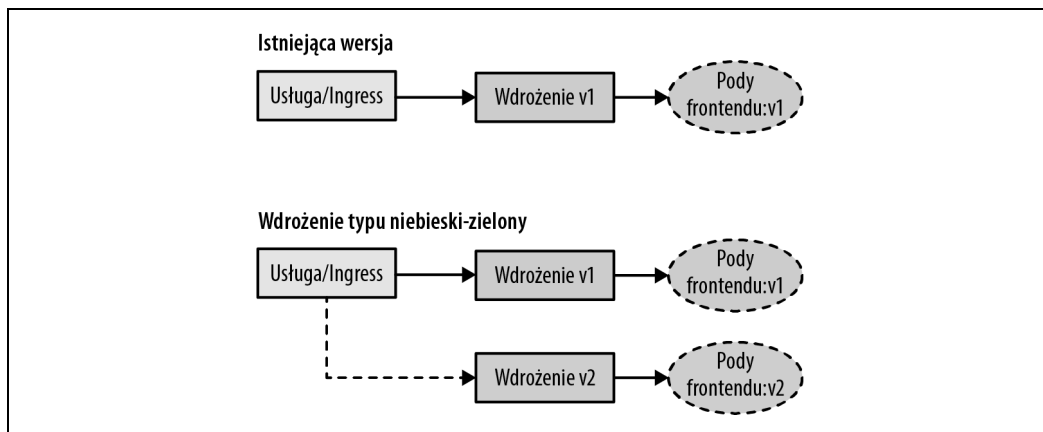 Istniejąca wersja
Usługa/Ingress
Wdrożenie v1
Pody
frontendu:v1
Wdrożenie typu niebieski-zielony
Usługa/Ingress
Wdrożenie v1
Pody
frontendu:v1
Wdrożenie v2
Pody
frontendu:v2